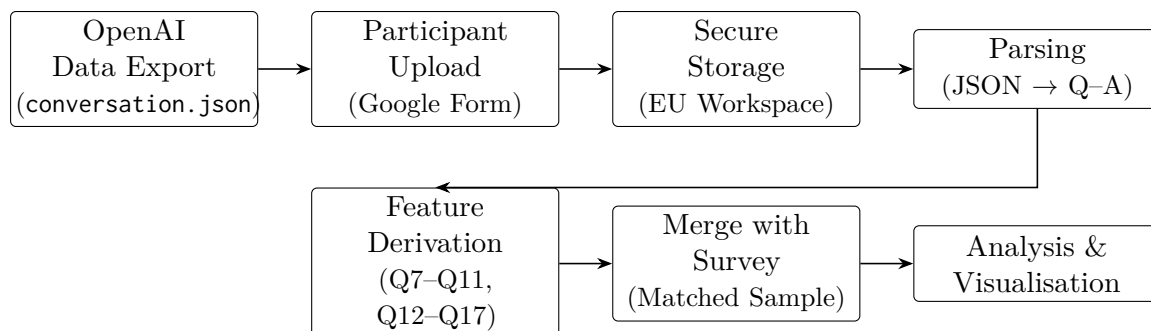 OpenAI
Data Export
(conversation.json)
Participant
Upload
(Google Form)
Secure
Storage
(EU Workspace)
Parsing
(JSON → Q–A)
Feature
Derivation
(Q7–Q11,
Q12–Q17)
Merge with
Survey
(Matched Sample)
Analysis &
Visualisation